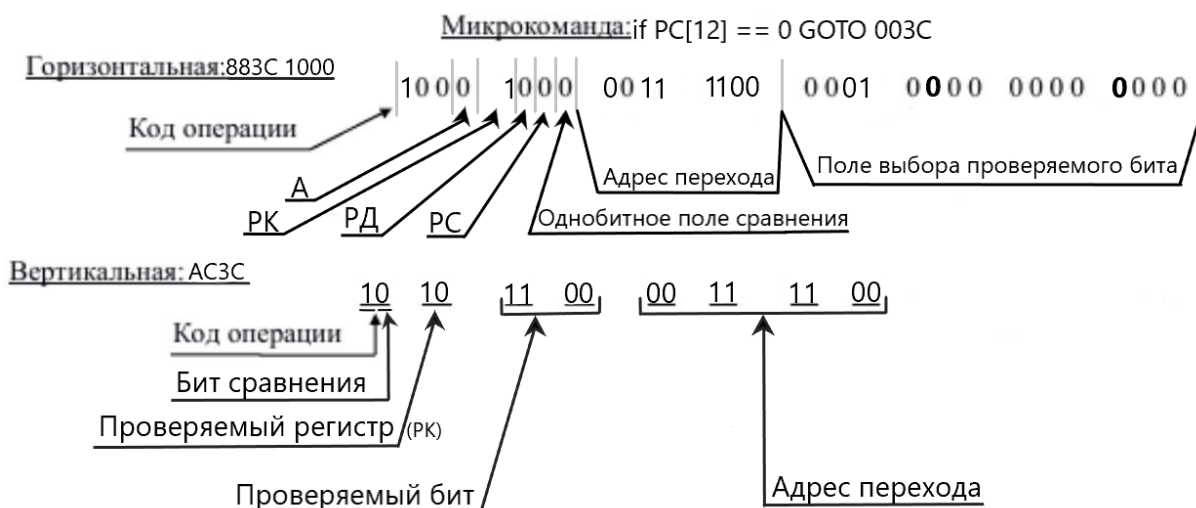 Микрокоманда:if PC[12] == 0 GOTO 003C
Горизонтальная:883C 1000
1000 1000 0011 1100 0001 0000 0000 0000
Код операции
А
РК
РД
РС
Однобитное поле сравнения
Адрес перехода
Поле выбора проверяемого бита
Вертикальная: AC3C
10 10 11 00 00 11 11 00
Код операции
Бит сравнения
Проверяемый регистр (РК)
Проверяемый бит
Адрес перехода